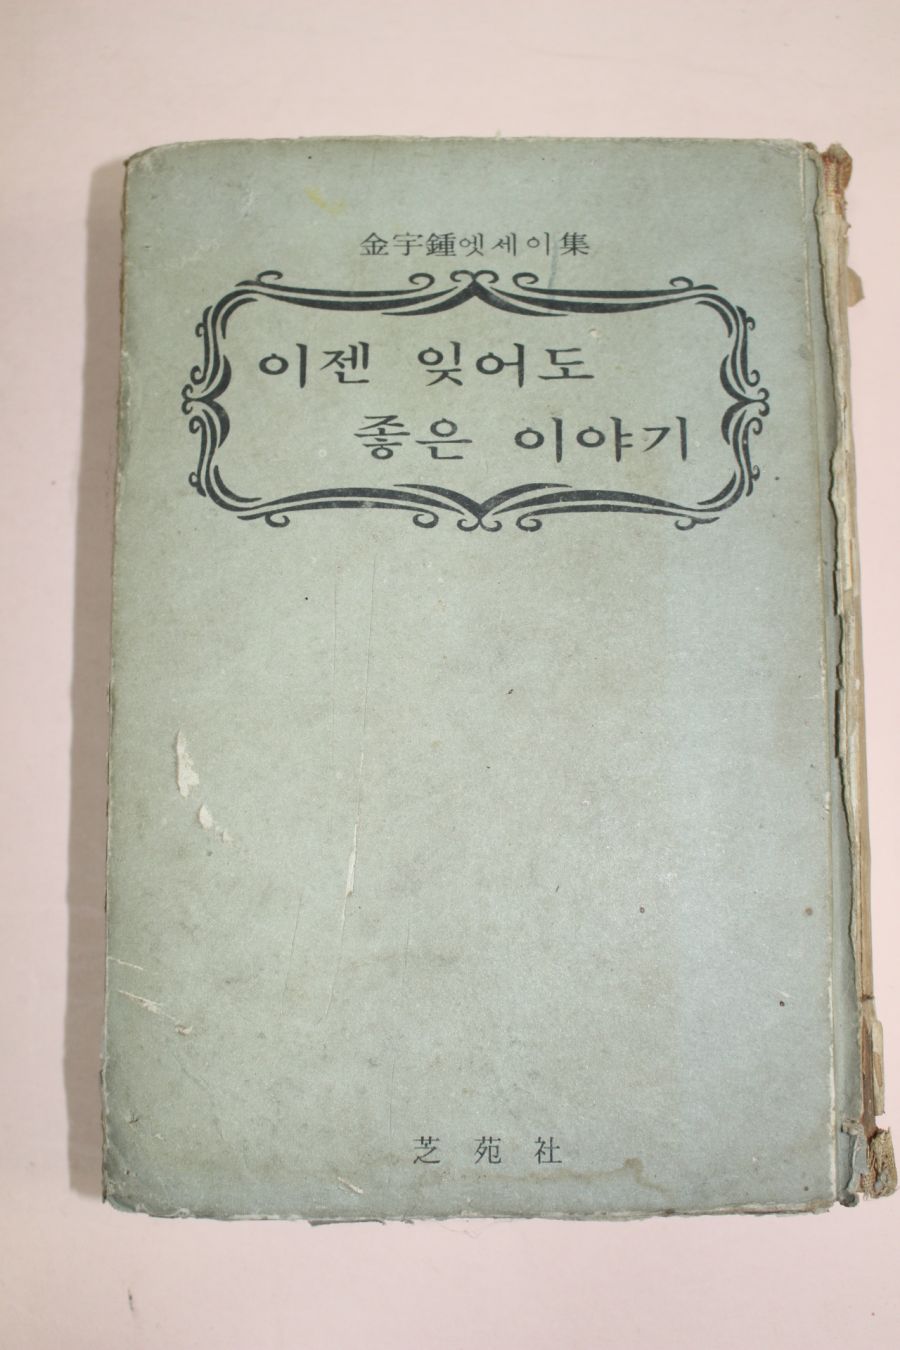 金宇鍾엣세이集
이젠 잊어도
좋은 이야기
芝苑社